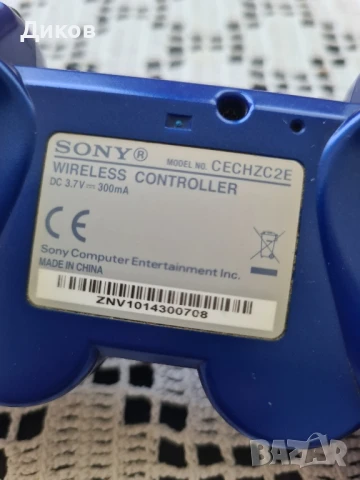 Диков
SONY®
MODEL NO. CECHZC2E
WIRELESS CONTROLLER
DC 3.7V⎓ 300mA
CE
Sony Computer Entertainment Inc.
MADE IN CHINA
ZNV1014300708
BAZAR